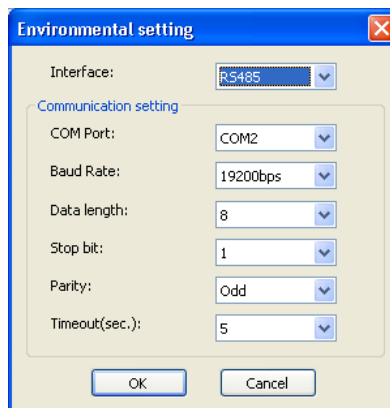 Environmental setting
Interface: RS485
Communication setting
COM Port: COM2
Baud Rate: 19200bps
Data length: 8
Stop bit: 1
Parity: Odd
Timeout(sec.): 5
OK Cancel